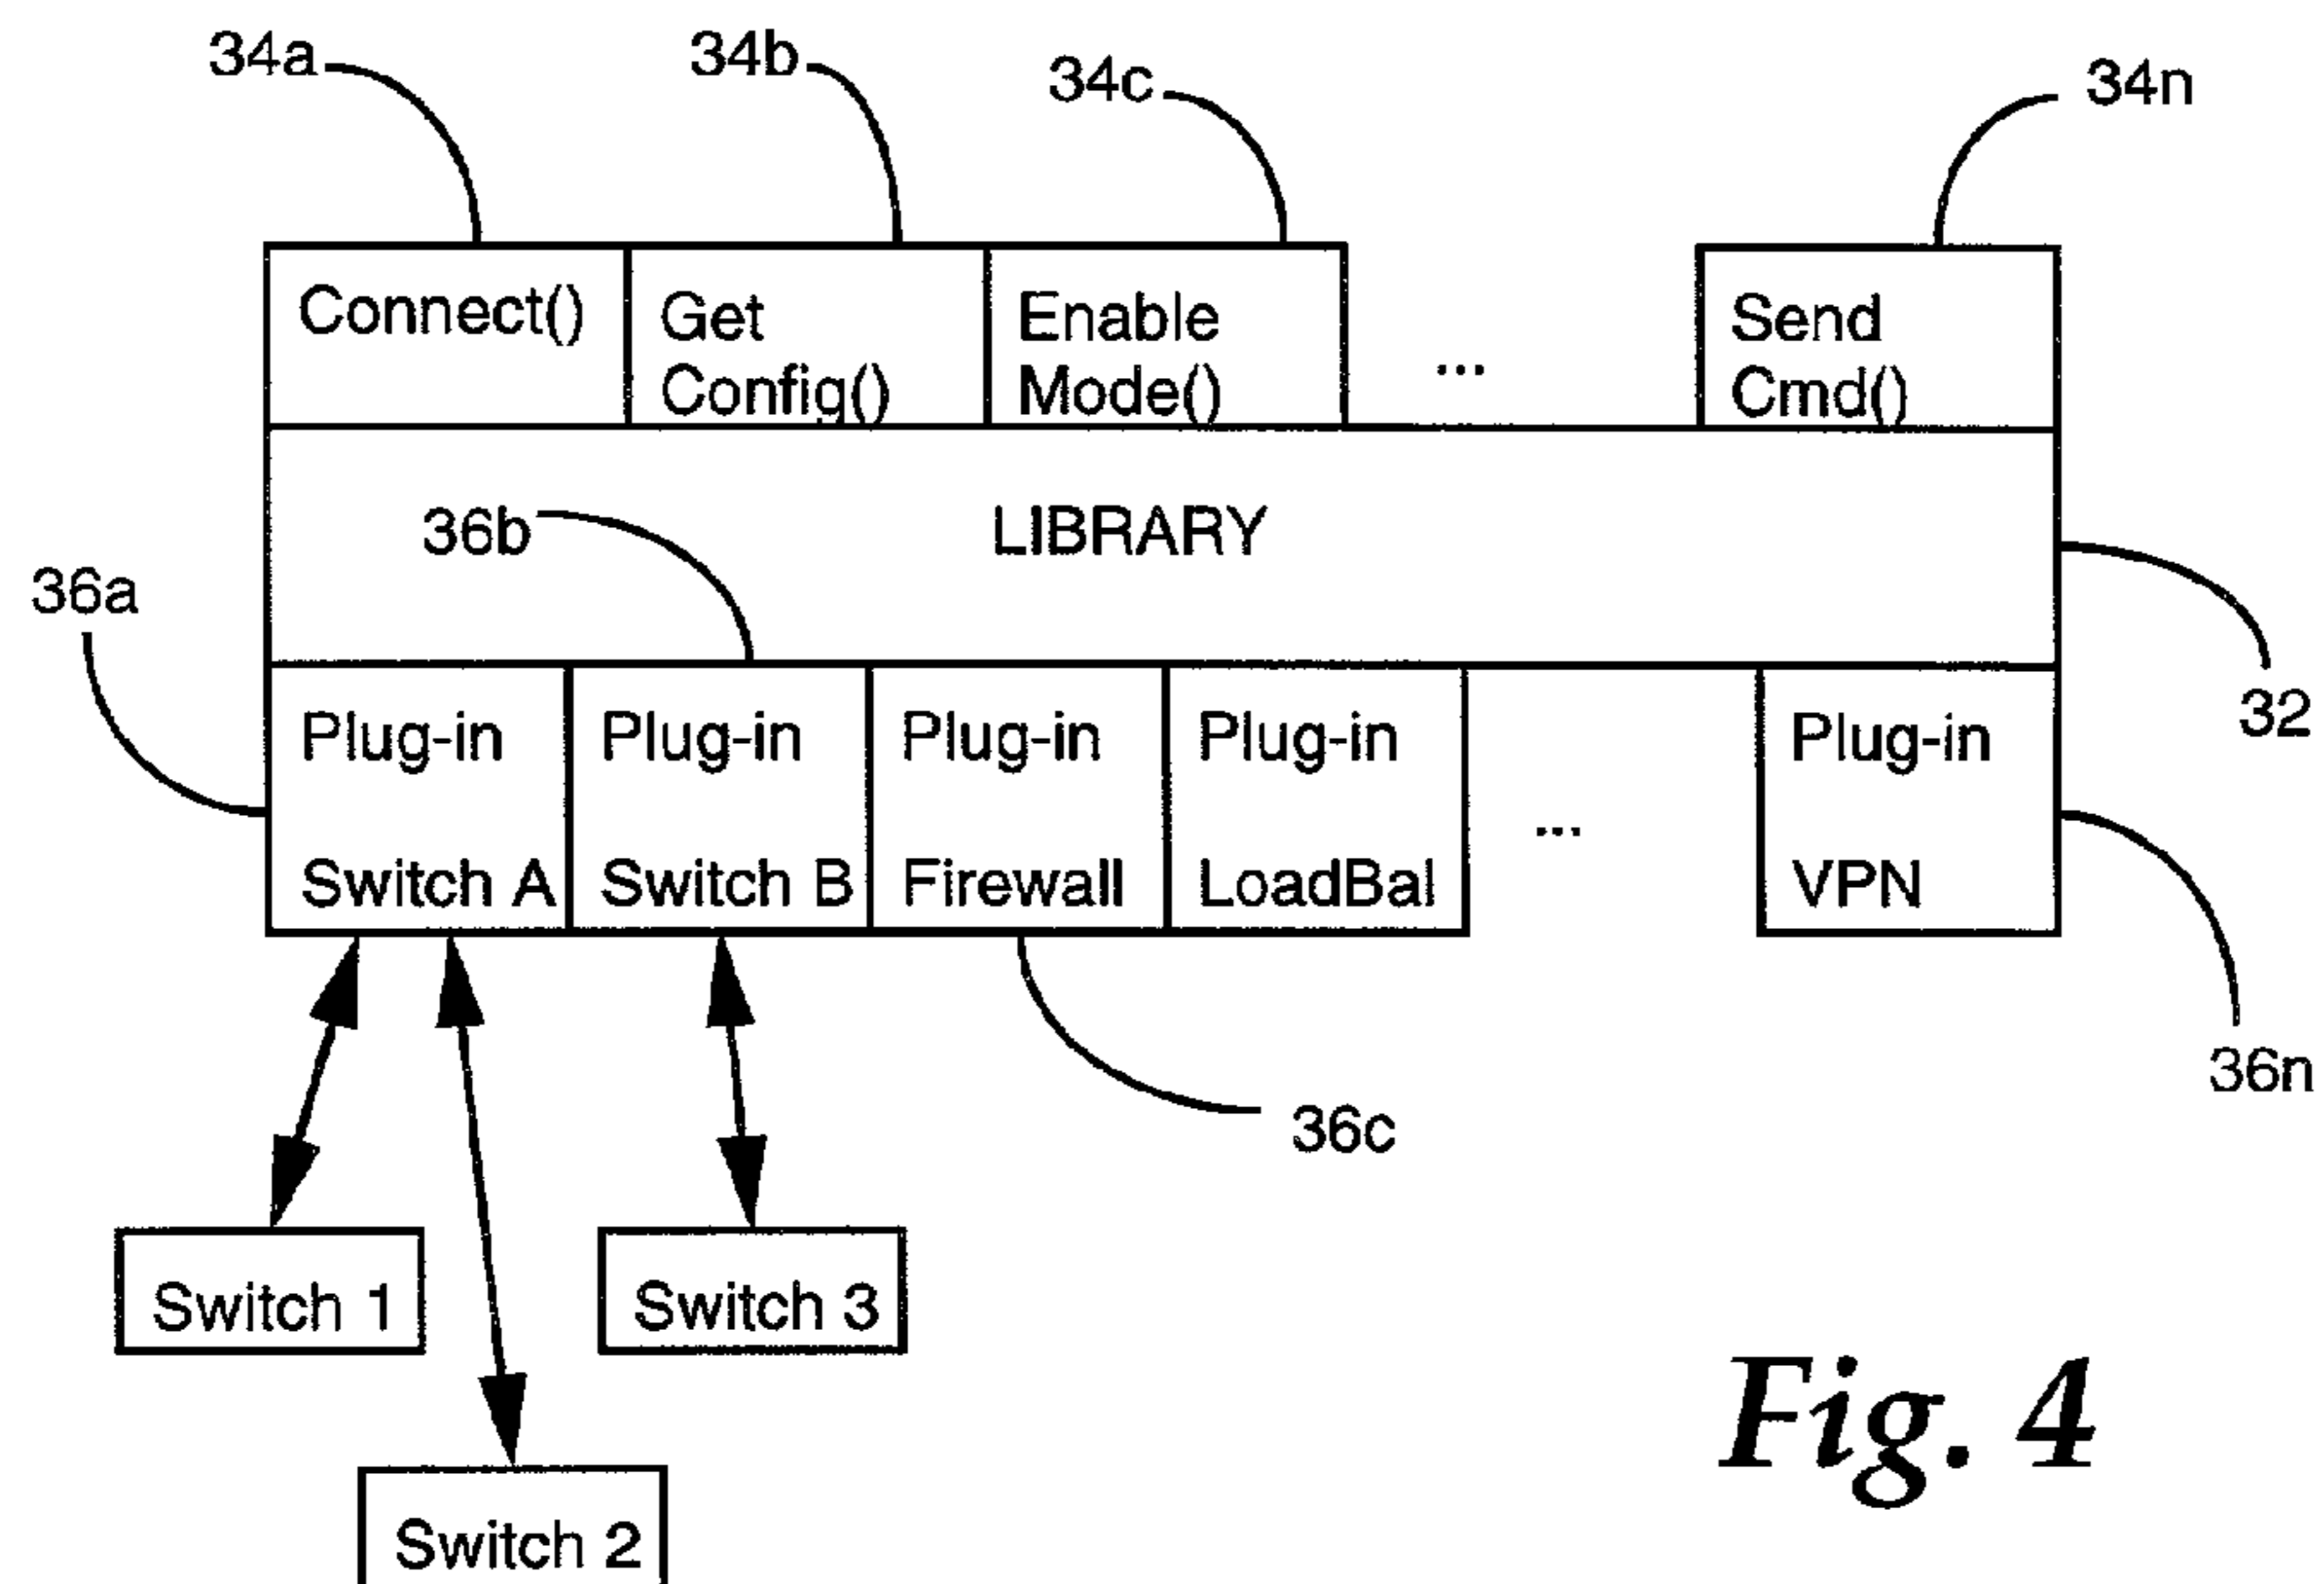 34a
34b
34c
34n
Connect()
Get
Config()
Enable
Mode()
...
Send
Cmd()
36b
LIBRARY
36a
32
Plug-in
Switch A
Plug-in
Switch B
Plug-in
Firewall
Plug-in
LoadBal
...
Plug-in
VPN
36n
36c
Switch 1
Switch 3
Switch 2
Fig. 4